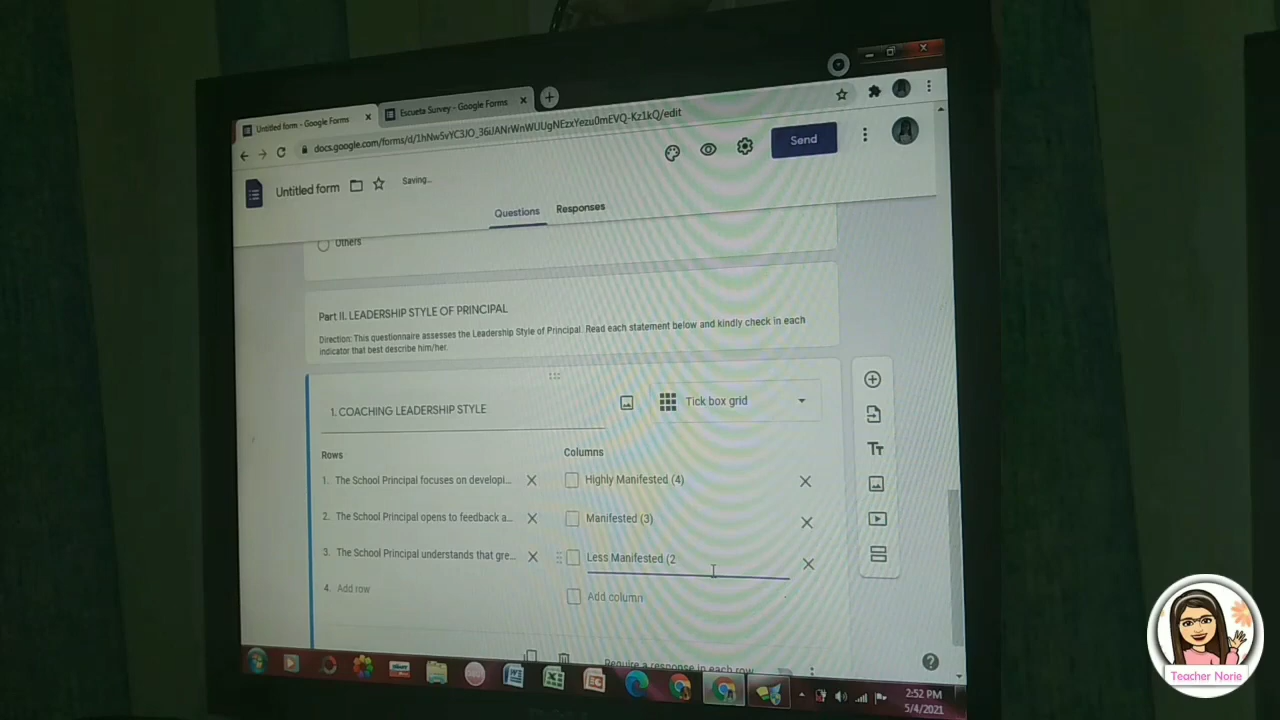 Untitled form - Google Forms
Escueta Survey - Google Forms
docs.google.com/forms/d/1hNw5vYC3JO_36iJANrWnWUUgNEzxYezu0mEVQ-Kz1kQ/edit
Send
Untitled form
Saving...
Questions
Responses
Others
Part II. LEADERSHIP STYLE OF PRINCIPAL
Direction: This questionnaire assesses the Leadership Style of Principal. Read each statement below and kindly check in each
indicator that best describe him/her.
1. COACHING LEADERSHIP STYLE
Tick box grid
Rows
Columns
1. The School Principal focuses on developi...
Highly Manifested (4)
2. The School Principal opens to feedback a...
Manifested (3)
3. The School Principal understands that gre...
Less Manifested (2
4. Add row
Add column
Require a response in each row
2:52 PM
5/4/2021
Teacher Norie